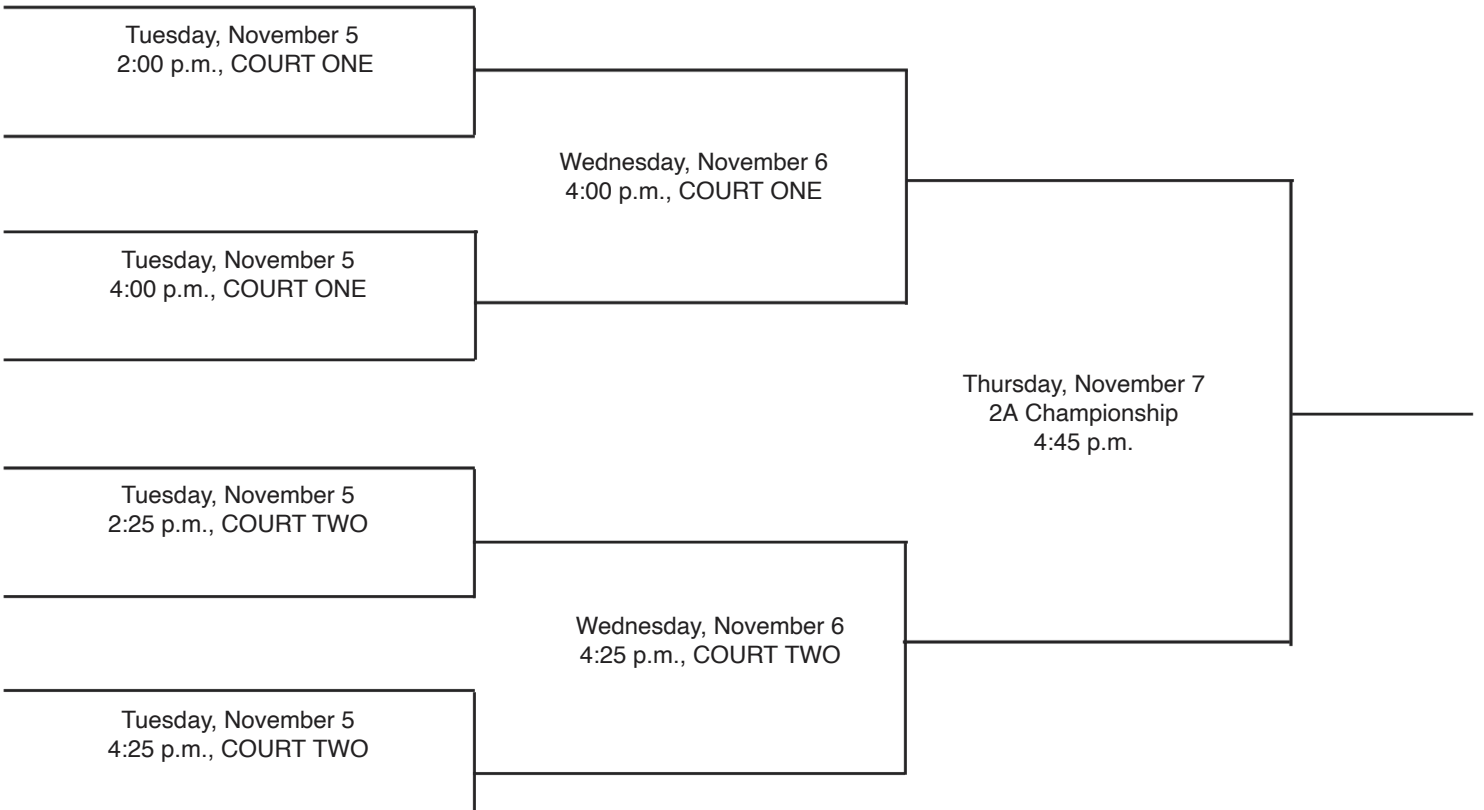 Tuesday, November 5
2:00 p.m., COURT ONE
Wednesday, November 6
4:00 p.m., COURT ONE
Tuesday, November 5
4:00 p.m., COURT ONE
Thursday, November 7
2A Championship
4:45 p.m.
Tuesday, November 5
2:25 p.m., COURT TWO
Wednesday, November 6
4:25 p.m., COURT TWO
Tuesday, November 5
4:25 p.m., COURT TWO